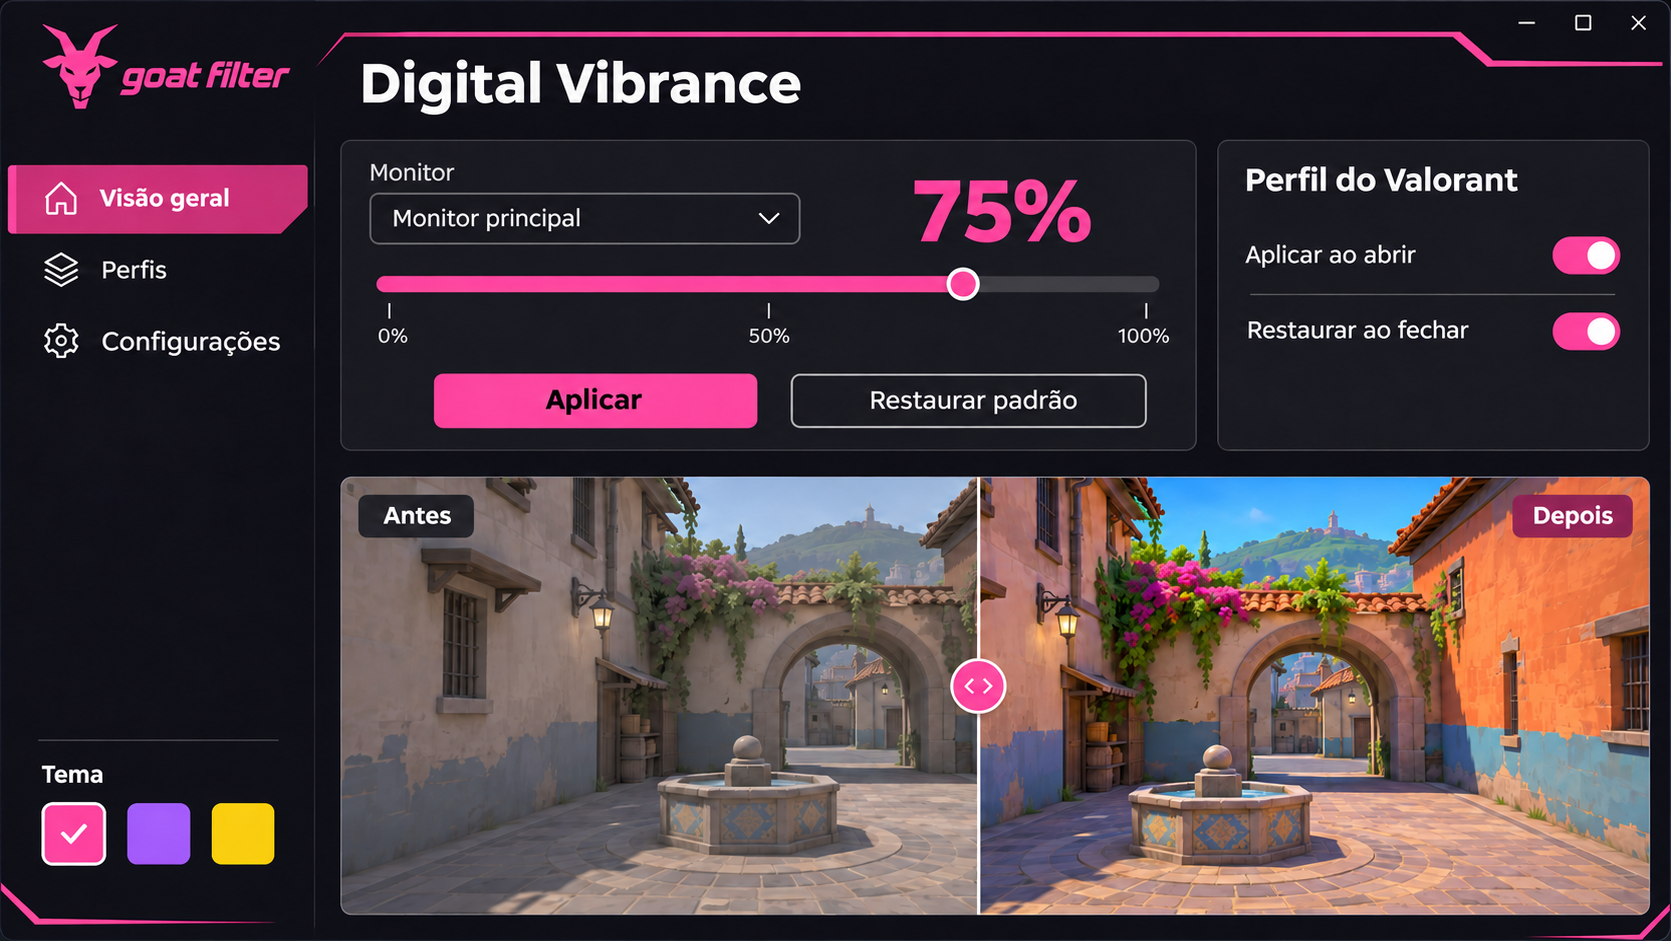 goat filter
Digital Vibrance
Visão geral
Perfis
Configurações
Tema
Monitor
Monitor principal
75%
0%
50%
100%
Aplicar
Restaurar padrão
Perfil do Valorant
Aplicar ao abrir
Restaurar ao fechar
Antes
Depois